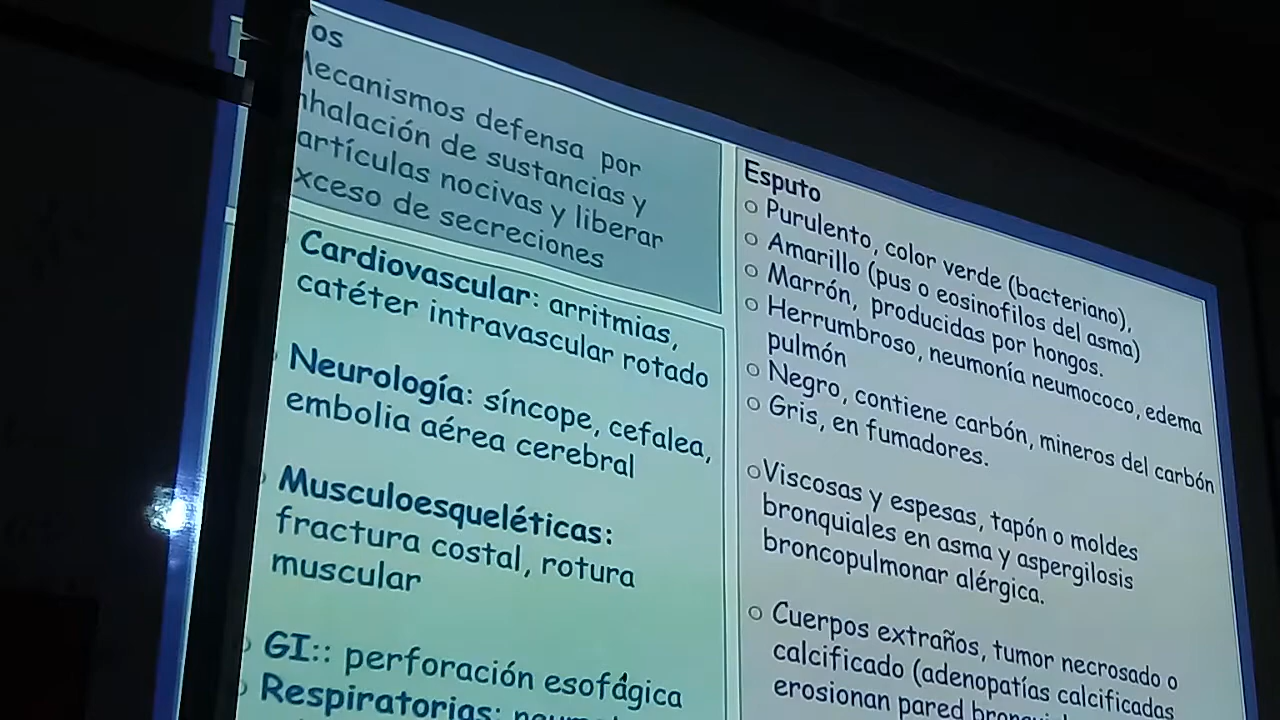 os
Mecanismos defensa por
nhalación de sustancias y
artículas nocivas y liberar
xceso de secreciones
Cardiovascular: arritmias,
catéter intravascular rotado
Neurología: síncope, cefalea,
embolia aérea cerebral
Musculoesqueléticas:
fractura costal, rotura
muscular
GI:: perforación esofágica
Respiratorias:
Esputo
Purulento, color verde (bacteriano),
Amarillo (pus o eosinofilos del asma)
Marrón, producidas por hongos.
Herrumbroso, neumonía neumococo, edema
pulmón
Negro, contiene carbón, mineros del carbón
Gris, en fumadores.
Viscosas y espesas, tapón o moldes
bronquiales en asma y aspergilosis
broncopulmonar alérgica.
Cuerpos extraños, tumor necrosado o
calcificado (adenopatías calcificadas
erosionan pared